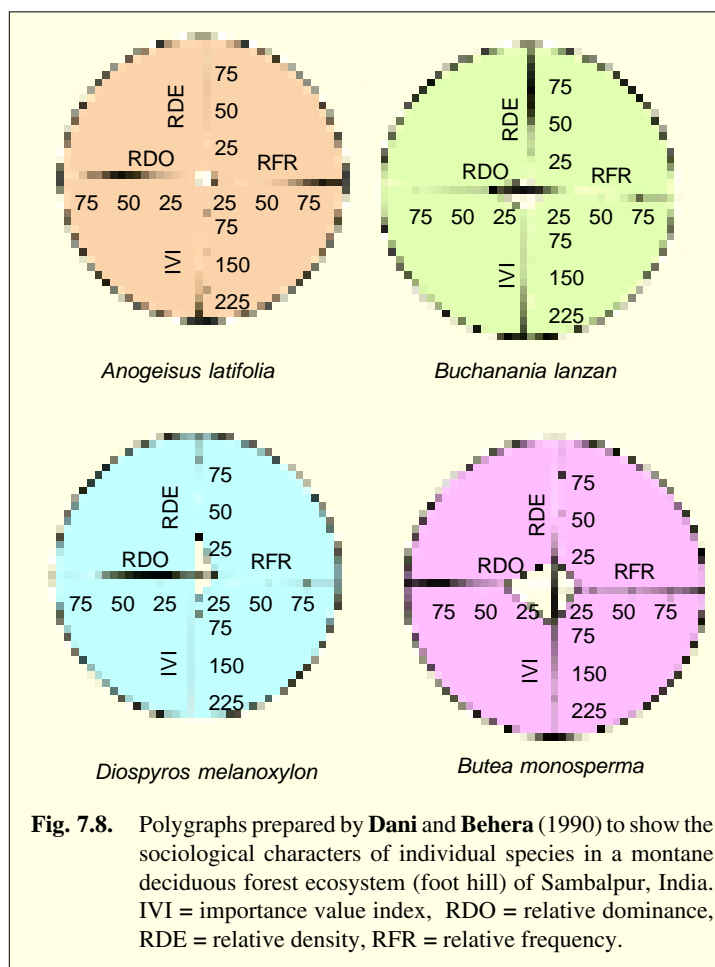 75
50
25
RDE
RDO
RFR
75 50 25 25 50 75
75
150
225
IVI
Anogeisus latifolia
75
50
25
RDE
RDO
RFR
75 50 25 25 50 75
75
150
225
IVI
Buchanania lanzan
75
50
25
RDE
RDO
RFR
75 50 25 25 50 75
75
150
225
IVI
Diospyros melanoxylon
75
50
25
RDE
RDO
RFR
75 50 25 25 50 75
75
150
225
IVI
Butea monosperma
Fig. 7.8. Polygraphs prepared by Dani and Behera (1990) to show the
sociological characters of individual species in a montane
deciduous forest ecosystem (foot hill) of Sambalpur, India.
IVI = importance value index, RDO = relative dominance,
RDE = relative density, RFR = relative frequency.